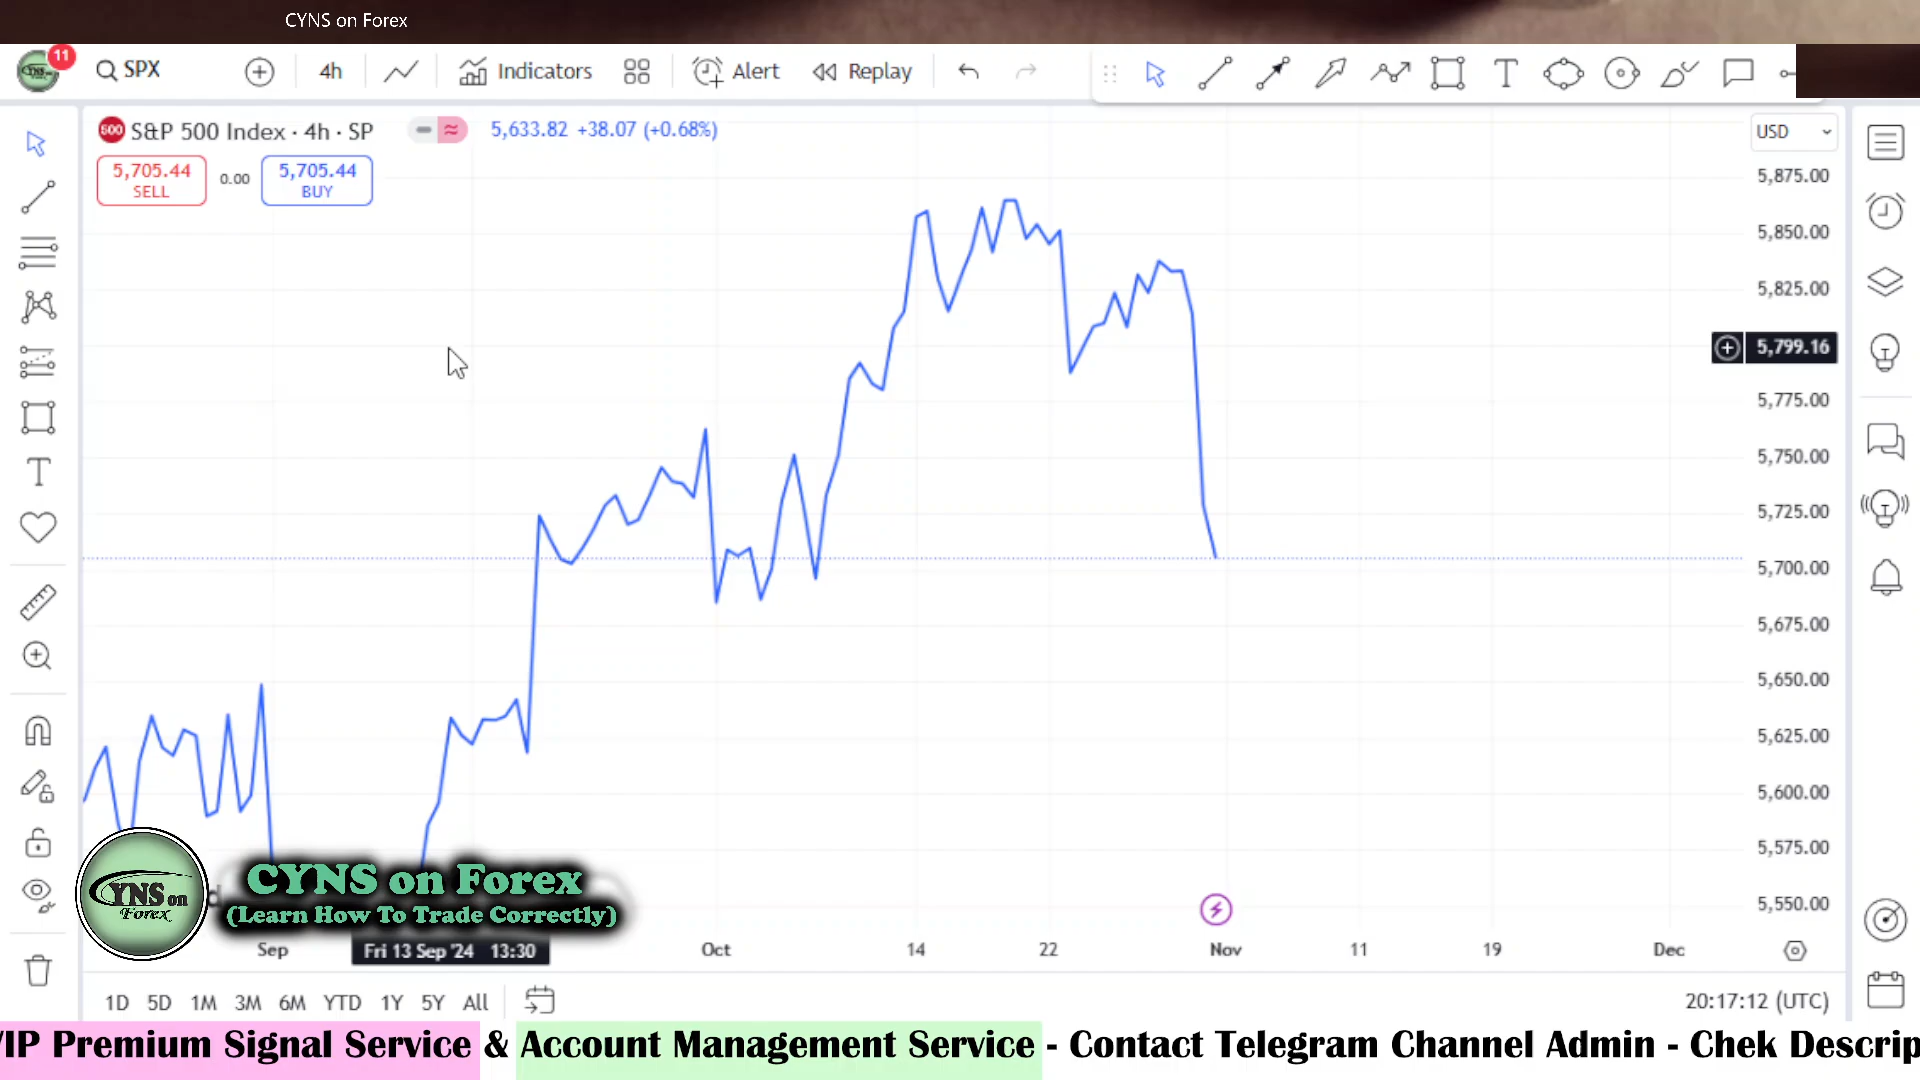 CYNS on Forex
11
SPX
4h
Indicators
Alert
Replay
500
S&P 500 Index · 4h · SP
5,633.82 +38.07 (+0.68%)
USD
5,705.44
SELL
0.00
5,705.44
BUY
5,875.00
5,850.00
5,825.00
5,799.16
5,775.00
5,750.00
5,725.00
5,700.00
5,675.00
5,650.00
5,625.00
5,600.00
5,575.00
5,550.00
CYNS on Forex
(Learn How To Trade Correctly)
YNS on
Forex
Sep
Fri 13 Sep '24 13:30
Oct
14
22
Nov
11
19
Dec
1D 5D 1M 3M 6M YTD 1Y 5Y All
20:17:12 (UTC)
VIP Premium Signal Service & Account Management Service - Contact Telegram Channel Admin - Chek Descrip